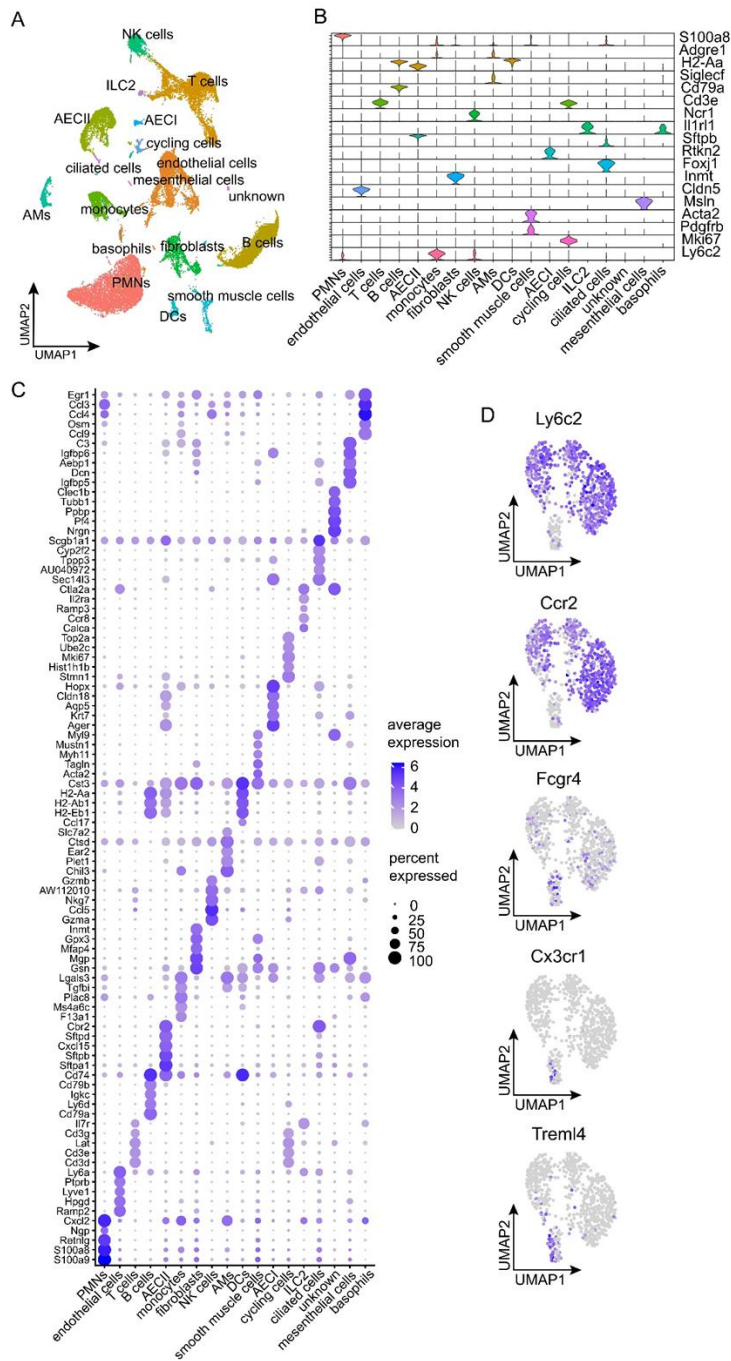 A
NK cells
T cells
ILC2
AECII
AECI
cycling cells
ciliated cells
endothelial cells
mesenthelial cells
AMs
monocytes
unknown
basophils
fibroblasts
B cells
PMNs
smooth muscle cells
DCs
UMAP2
UMAP1
B
S100a8
Adgre1
H2-Aa
Siglecf
Cd79a
Cd3e
Ncr1
Il1rl1
Sftpb
Rtkn2
Foxj1
Inmt
Cldn5
Msln
Acta2
Pdgfrb
Mki67
Ly6c2
PMNs
endothelial cells
T cells
B cells
AECII
monocytes
fibroblasts
NK cells
AMs
DCs
smooth muscle cells
AECI
cycling cells
ILC2
ciliated cells
unknown
mesenthelial cells
basophils
C
Egr1
Ccl3
Ccl4
Osm
Ccl9
C3
Igfbp6
Aebp1
Dcn
Igfbp5
Clec1b
Tubb1
Ppbp
Pf4
Nrgn
Scgb1a1
Cyp2f2
Tppp3
AU040972
Sec14l3
Ctla2a
Il2ra
Ramp3
Ccr8
Calca
Top2a
Ube2c
Mki67
Hist1h1b
Stmn1
Hopx
Cldn18
Aqp5
Krt7
Ager
Myl9
Mustn1
Myh11
Tagln
Acta2
Cst3
H2-Aa
H2-Ab1
H2-Eb1
Ccl17
Slc7a2
Ctsd
Ear2
Plet1
Chil3
Gzmb
AW112010
Nkg7
Ccl5
Gzma
Inmt
Gpx3
Mfap4
Mgp
Gsn
Lgals3
Tgfbi
Plac8
Ms4a6c
F13a1
Cbr2
Sftpd
Cxcl15
Sftpb
Sftpa1
Cd74
Cd79b
Igkc
Ly6d
Cd79a
Il7r
Cd3g
Lat
Cd3e
Cd3d
Ly6a
Ptprb
Lyve1
Hpgd
Ramp2
Cxcl2
Ngp
Retnlg
S100a8
S100a9
PMNs
endothelial cells
T cells
B cells
AECII
monocytes
fibroblasts
NK cells
AMs
DCs
smooth muscle cells
AECI
cycling cells
ILC2
ciliated cells
unknown
mesenthelial cells
basophils
average
expression
6
4
2
0
percent
expressed
0
25
50
75
100
D
Ly6c2
UMAP2
UMAP1
Ccr2
UMAP2
UMAP1
Fcgr4
UMAP2
UMAP1
Cx3cr1
UMAP2
UMAP1
Treml4
UMAP2
UMAP1